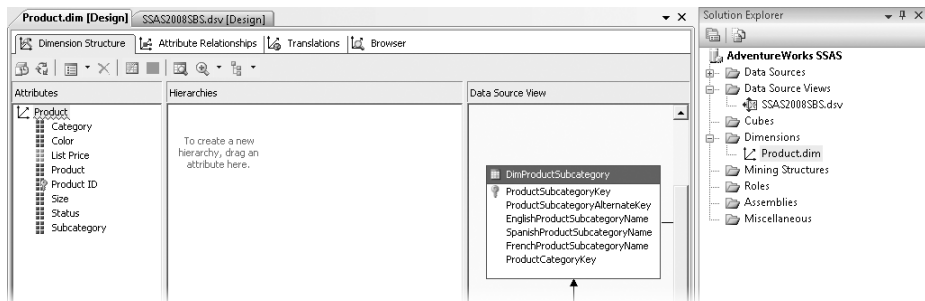 Product.dim [Design]
SSAS2008SBS.dsv [Design]
Dimension Structure
Attribute Relationships
Translations
Browser
Attributes
Product
Category
Color
List Price
Product
Product ID
Size
Status
Subcategory
Hierarchies
To create a new
hierarchy, drag an
attribute here.
Data Source View
DimProductSubcategory
ProductSubcategoryKey
ProductSubcategoryAlternateKey
EnglishProductSubcategoryName
SpanishProductSubcategoryName
FrenchProductSubcategoryName
ProductCategoryKey
Solution Explorer
AdventureWorks SSAS
Data Sources
Data Source Views
SSAS2008SBS.dsv
Cubes
Dimensions
Product.dim
Mining Structures
Roles
Assemblies
Miscellaneous